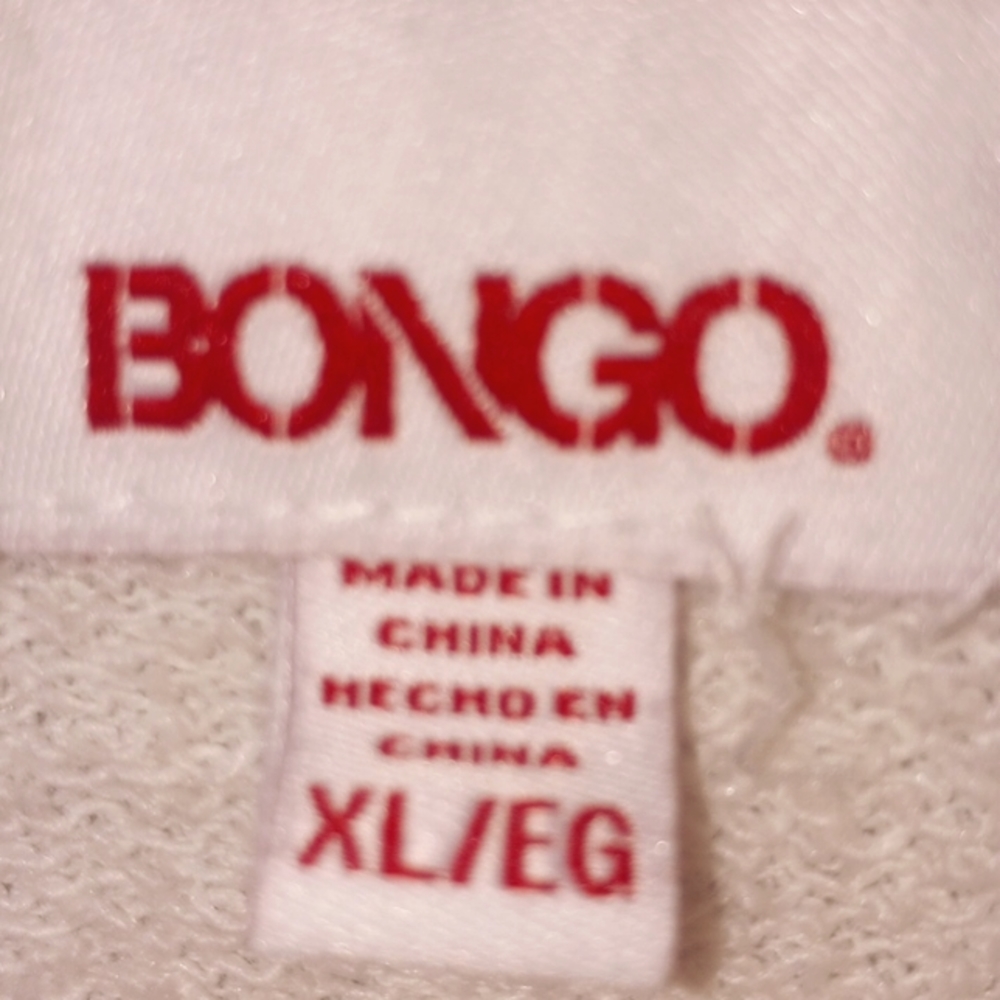 BONGO®
MADE IN
CHINA
HECHO EN
CHINA
XL/EG